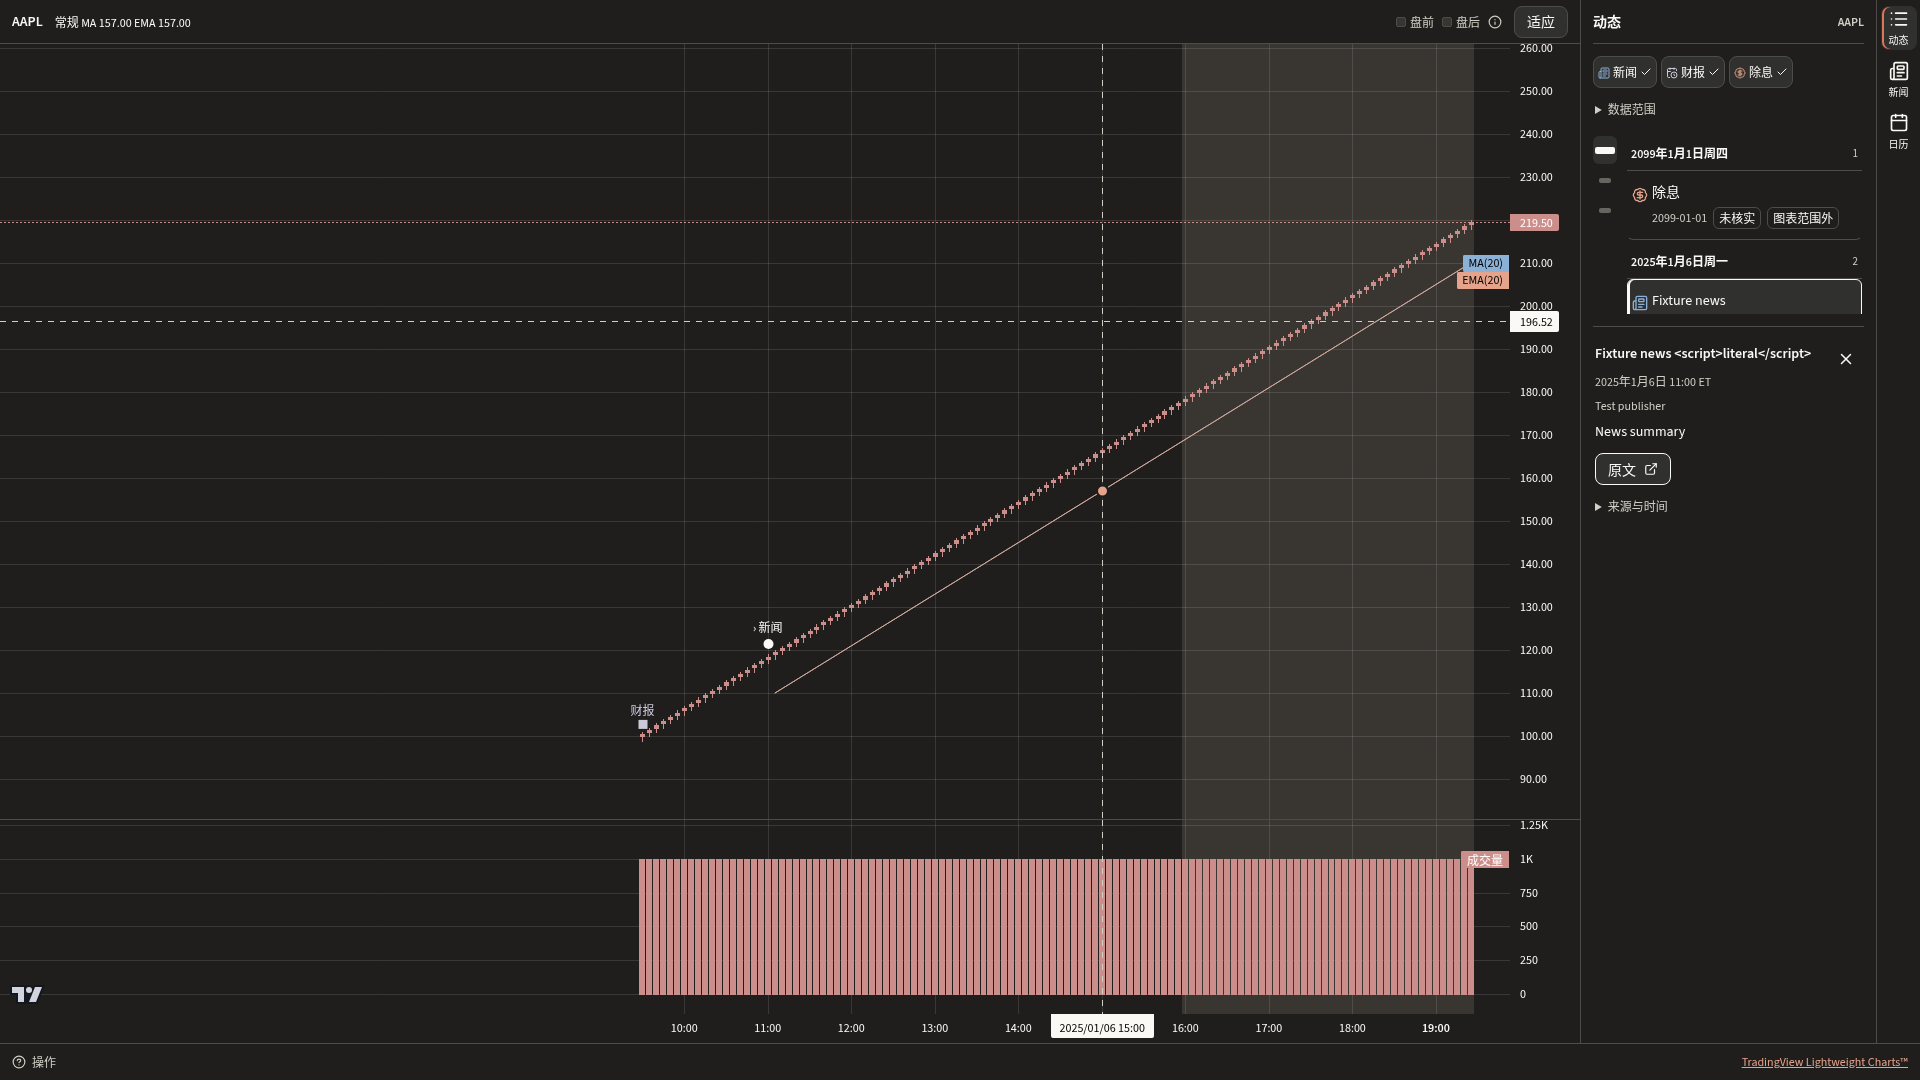 AAPL 常规 MA 157.00 EMA 157.00
盘前 盘后 适应
260.00
250.00
240.00
230.00
219.50
MA(20) 210.00
EMA(20)
200.00
196.52
190.00
180.00
170.00
160.00
150.00
140.00
130.00
› 新闻
120.00
110.00
财报
100.00
90.00
1.25K
成交量 1K
750
500
250
0
10:00 11:00 12:00 13:00 14:00 2025/01/06 15:00 16:00 17:00 18:00 19:00
操作
TradingView Lightweight Charts™
动态 AAPL
新闻 财报 除息
数据范围
2099年1月1日周四 1
除息
2099-01-01 未核实 图表范围外
2025年1月6日周一 2
Fixture news
Fixture news <script>literal</script>
2025年1月6日 11:00 ET
Test publisher
News summary
原文
来源与时间
动态
新闻
日历